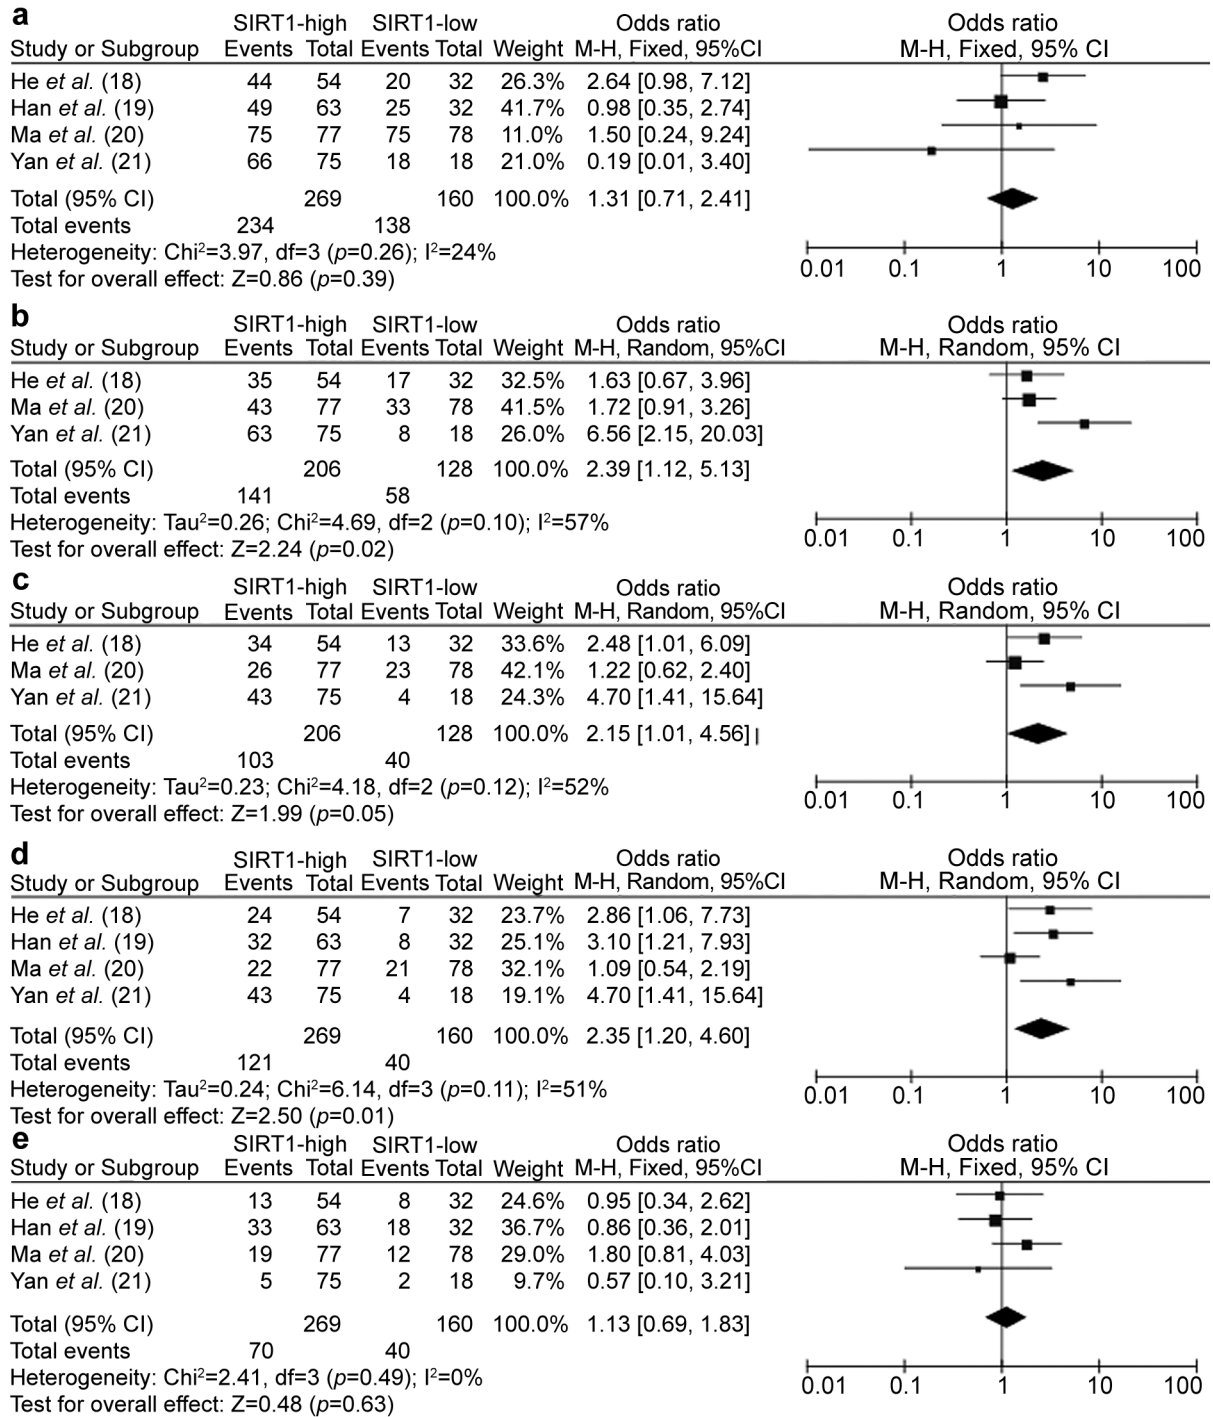 a
SIRT1-high SIRT1-low Odds ratio Odds ratio
Study or Subgroup Events Total Events Total Weight M-H, Fixed, 95%CI M-H, Fixed, 95% CI
He et al. (18) 44 54 20 32 26.3% 2.64 [0.98, 7.12]
Han et al. (19) 49 63 25 32 41.7% 0.98 [0.35, 2.74]
Ma et al. (20) 75 77 75 78 11.0% 1.50 [0.24, 9.24]
Yan et al. (21) 66 75 18 18 21.0% 0.19 [0.01, 3.40]
Total (95% CI) 269 160 100.0% 1.31 [0.71, 2.41]
Total events 234 138
Heterogeneity: Chi²=3.97, df=3 (p=0.26); I²=24%
Test for overall effect: Z=0.86 (p=0.39)
0.01 0.1 1 10 100
b
SIRT1-high SIRT1-low Odds ratio Odds ratio
Study or Subgroup Events Total Events Total Weight M-H, Random, 95%CI M-H, Random, 95% CI
He et al. (18) 35 54 17 32 32.5% 1.63 [0.67, 3.96]
Ma et al. (20) 43 77 33 78 41.5% 1.72 [0.91, 3.26]
Yan et al. (21) 63 75 8 18 26.0% 6.56 [2.15, 20.03]
Total (95% CI) 206 128 100.0% 2.39 [1.12, 5.13]
Total events 141 58
Heterogeneity: Tau²=0.26; Chi²=4.69, df=2 (p=0.10); I²=57%
Test for overall effect: Z=2.24 (p=0.02)
0.01 0.1 1 10 100
c
SIRT1-high SIRT1-low Odds ratio Odds ratio
Study or Subgroup Events Total Events Total Weight M-H, Random, 95%CI M-H, Random, 95% CI
He et al. (18) 34 54 13 32 33.6% 2.48 [1.01, 6.09]
Ma et al. (20) 26 77 23 78 42.1% 1.22 [0.62, 2.40]
Yan et al. (21) 43 75 4 18 24.3% 4.70 [1.41, 15.64]
Total (95% CI) 206 128 100.0% 2.15 [1.01, 4.56]
Total events 103 40
Heterogeneity: Tau²=0.23; Chi²=4.18, df=2 (p=0.12); I²=52%
Test for overall effect: Z=1.99 (p=0.05)
0.01 0.1 1 10 100
d
SIRT1-high SIRT1-low Odds ratio Odds ratio
Study or Subgroup Events Total Events Total Weight M-H, Random, 95%CI M-H, Random, 95% CI
He et al. (18) 24 54 7 32 23.7% 2.86 [1.06, 7.73]
Han et al. (19) 32 63 8 32 25.1% 3.10 [1.21, 7.93]
Ma et al. (20) 22 77 21 78 32.1% 1.09 [0.54, 2.19]
Yan et al. (21) 43 75 4 18 19.1% 4.70 [1.41, 15.64]
Total (95% CI) 269 160 100.0% 2.35 [1.20, 4.60]
Total events 121 40
Heterogeneity: Tau²=0.24; Chi²=6.14, df=3 (p=0.11); I²=51%
Test for overall effect: Z=2.50 (p=0.01)
0.01 0.1 1 10 100
e
SIRT1-high SIRT1-low Odds ratio Odds ratio
Study or Subgroup Events Total Events Total Weight M-H, Fixed, 95%CI M-H, Fixed, 95% CI
He et al. (18) 13 54 8 32 24.6% 0.95 [0.34, 2.62]
Han et al. (19) 33 63 18 32 36.7% 0.86 [0.36, 2.01]
Ma et al. (20) 19 77 12 78 29.0% 1.80 [0.81, 4.03]
Yan et al. (21) 5 75 2 18 9.7% 0.57 [0.10, 3.21]
Total (95% CI) 269 160 100.0% 1.13 [0.69, 1.83]
Total events 70 40
Heterogeneity: Chi²=2.41, df=3 (p=0.49); I²=0%
Test for overall effect: Z=0.48 (p=0.63)
0.01 0.1 1 10 100